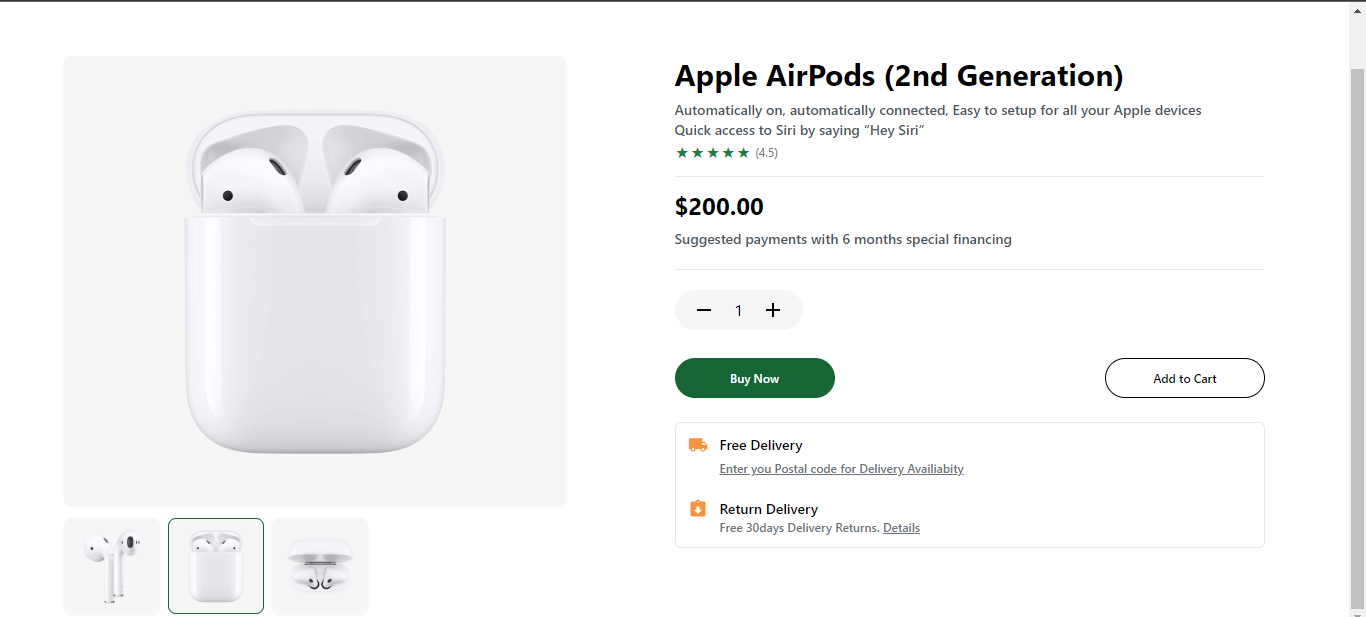 Apple AirPods (2nd Generation)
Automatically on, automatically connected, Easy to setup for all your Apple devices
Quick access to Siri by saying “Hey Siri”
★★★★★ (4.5)
$200.00
Suggested payments with 6 months special financing
— 1 +
Buy Now
Add to Cart
Free Delivery
Enter you Postal code for Delivery Availiabity
Return Delivery
Free 30days Delivery Returns. Details